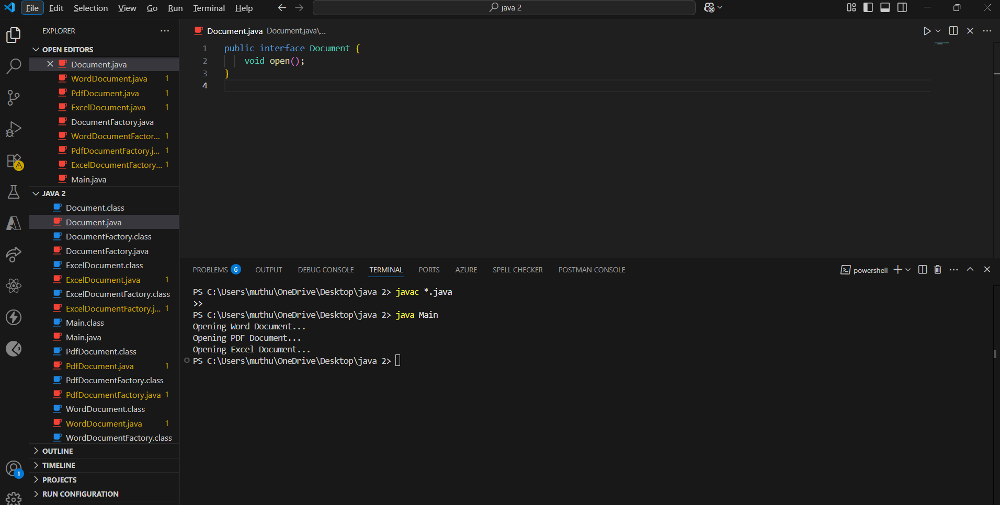 File Edit Selection View Go Run Terminal Help
java 2
EXPLORER
OPEN EDITORS
Document.java
WordDocument.java 1
PdfDocument.java 1
ExcelDocument.java 1
DocumentFactory.java
WordDocumentFactor... 1
PdfDocumentFactory.j... 1
ExcelDocumentFactory... 1
Main.java
JAVA 2
Document.class
Document.java
DocumentFactory.class
DocumentFactory.java
ExcelDocument.class
ExcelDocument.java 1
ExcelDocumentFactory.class
ExcelDocumentFactory.j... 1
Main.class
Main.java
PdfDocument.class
PdfDocument.java 1
PdfDocumentFactory.class
PdfDocumentFactory.java 1
WordDocument.class
WordDocument.java 1
WordDocumentFactory.class
OUTLINE
TIMELINE
PROJECTS
RUN CONFIGURATION
1
Document.java Document.java\...
1 public interface Document {
2 void open();
3 }
4
PROBLEMS 6 OUTPUT DEBUG CONSOLE TERMINAL PORTS AZURE SPELL CHECKER POSTMAN CONSOLE
powershell
PS C:\Users\muthu\OneDrive\Desktop\java 2> javac *.java
>>
PS C:\Users\muthu\OneDrive\Desktop\java 2> java Main
Opening Word Document...
Opening PDF Document...
Opening Excel Document...
PS C:\Users\muthu\OneDrive\Desktop\java 2>